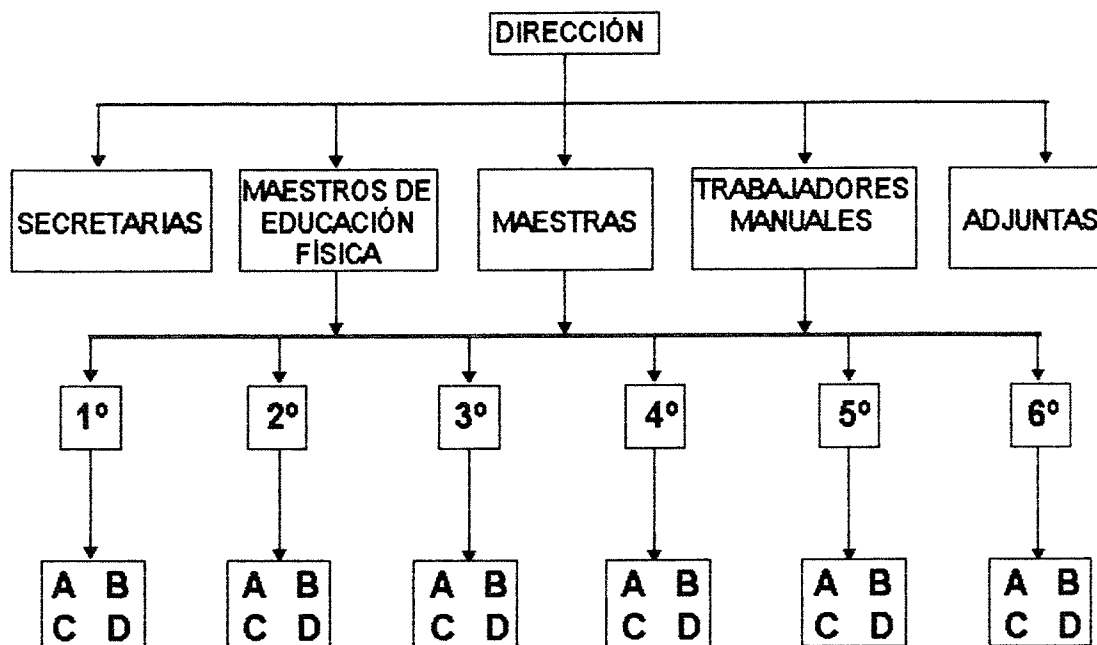 DIRECCIÓN
SECRETARIAS
MAESTROS DE
EDUCACIÓN
FÍSICA
MAESTRAS
TRABAJADORES
MANUALES
ADJUNTAS
1º 2º 3º 4º 5º 6º
A B A B A B A B A B A B
C D C D C D C D C D C D